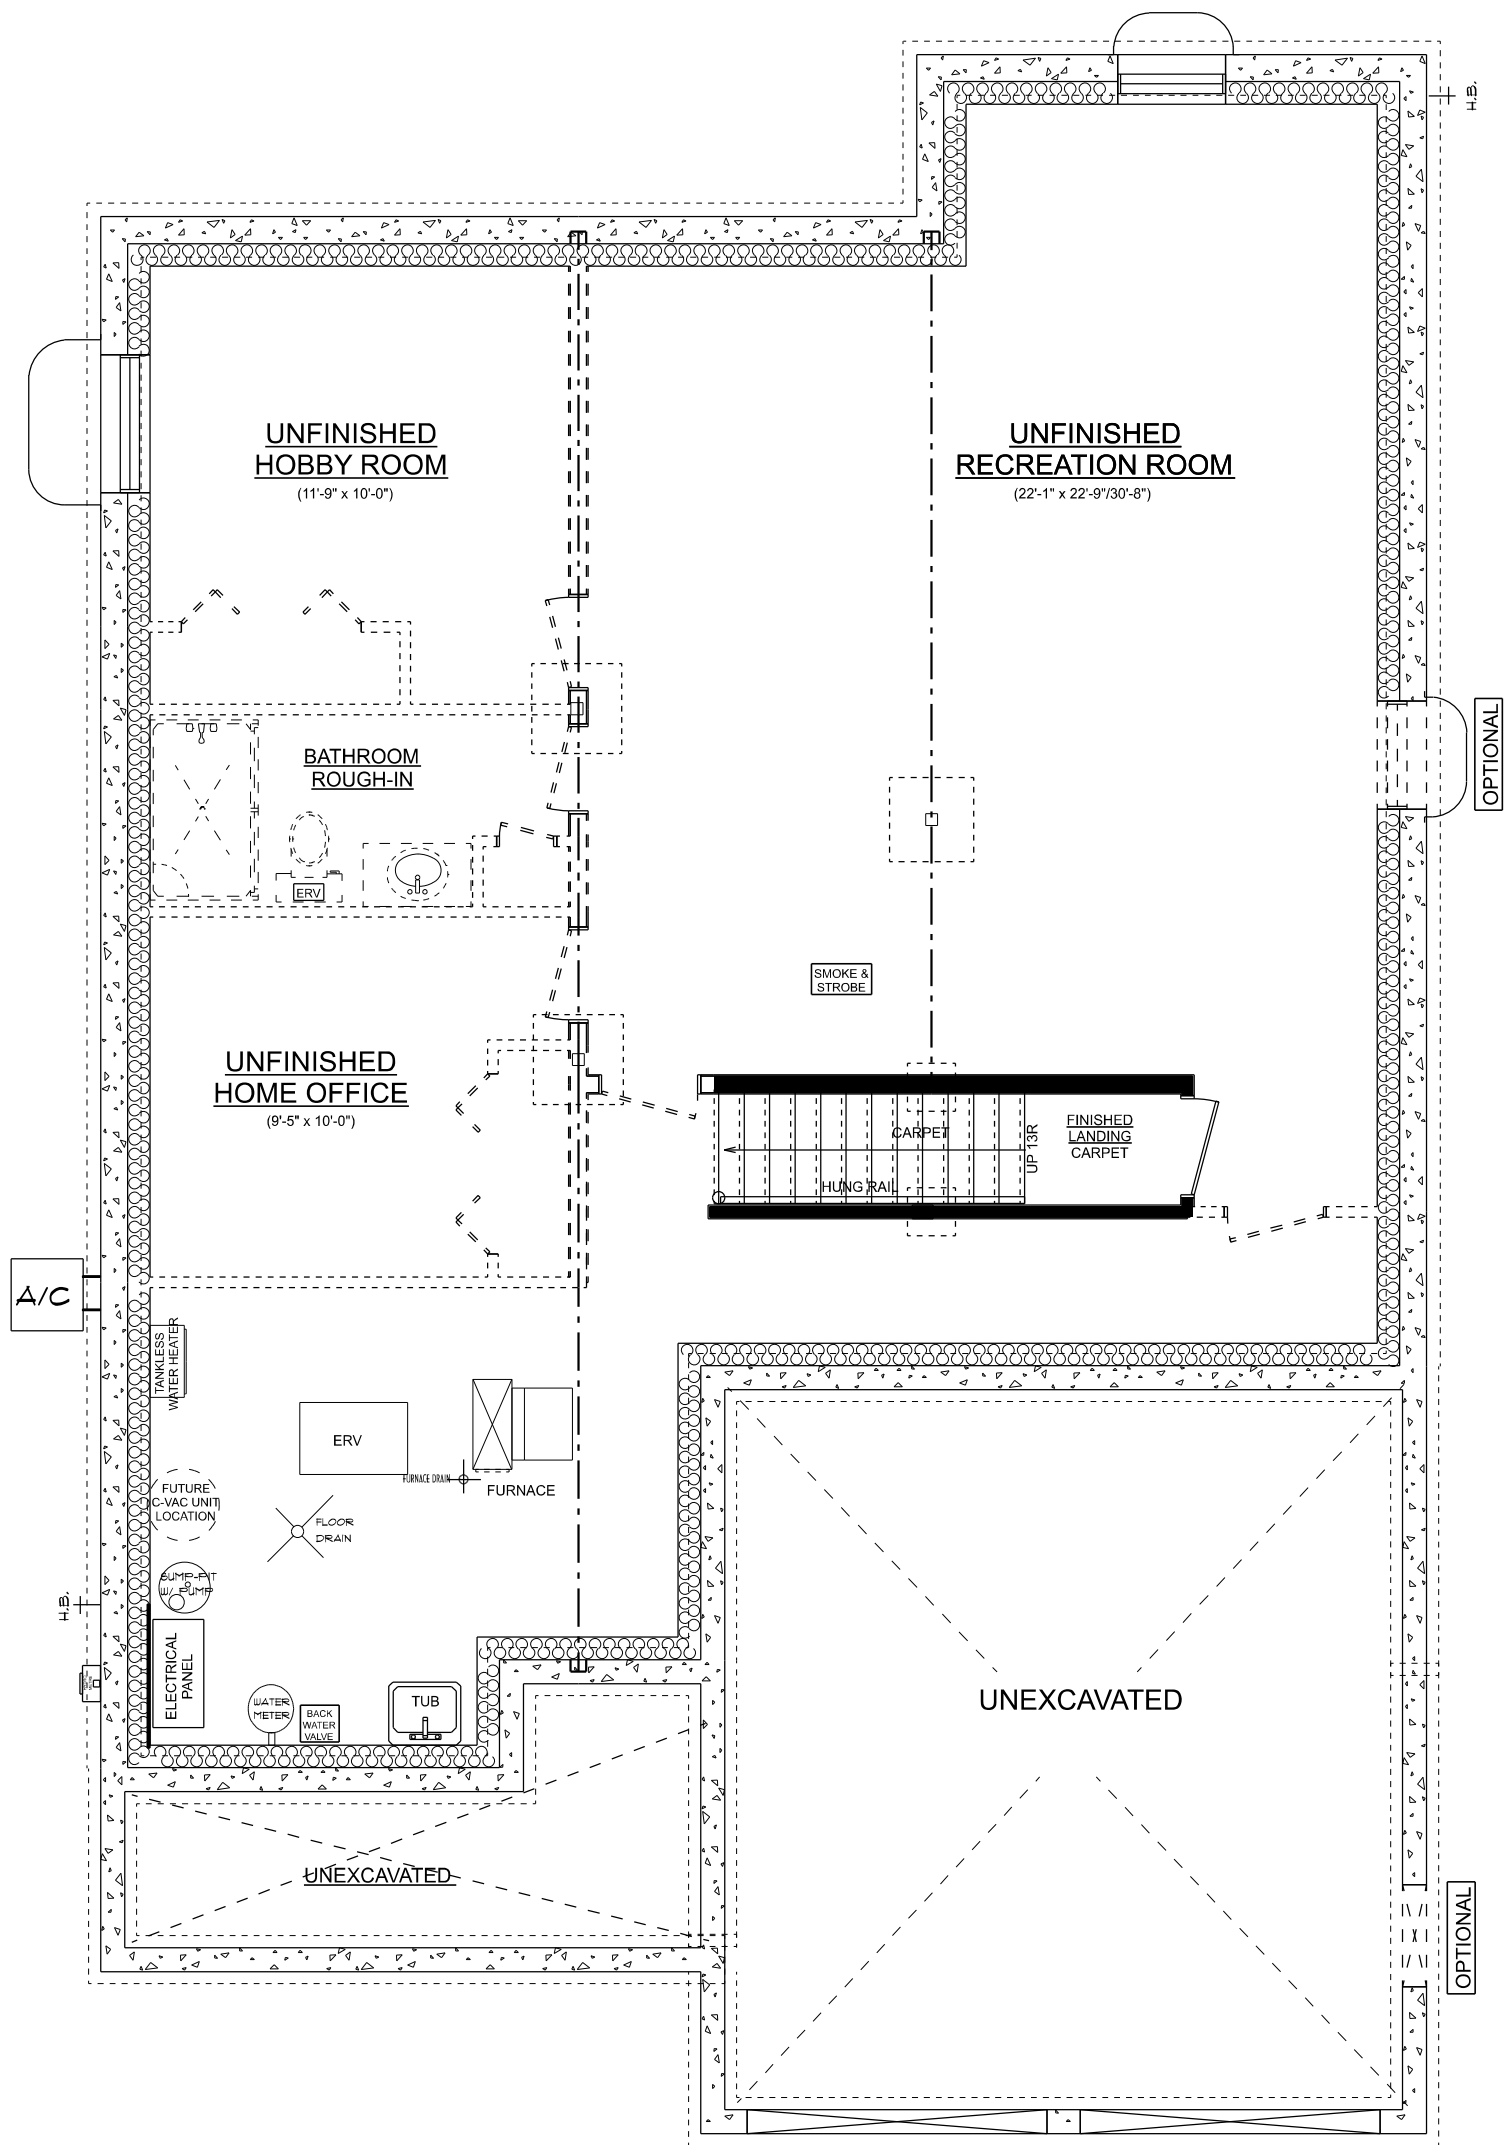 H.B.
UNFINISHED
HOBBY ROOM
(11'-9" x 10'-0")
UNFINISHED
RECREATION ROOM
(22'-1" x 22'-9"/30'-8")
OPTIONAL
BATHROOM
ROUGH-IN
ERV
SMOKE &
STROBE
UNFINISHED
HOME OFFICE
(9'-5" x 10'-0")
CARPET
HUNG RAIL
UP 13R
FINISHED
LANDING
CARPET
A/C
TANKLESS
WATER HEATER
ERV
FURNACE DRAIN
FURNACE
FUTURE
C-VAC UNIT
LOCATION
FLOOR
DRAIN
SUMP-PIT
W/ PUMP
H.B.
ELECTRICAL
PANEL
WATER
METER
BACK
WATER
VALVE
TUB
UNEXCAVATED
UNEXCAVATED
OPTIONAL